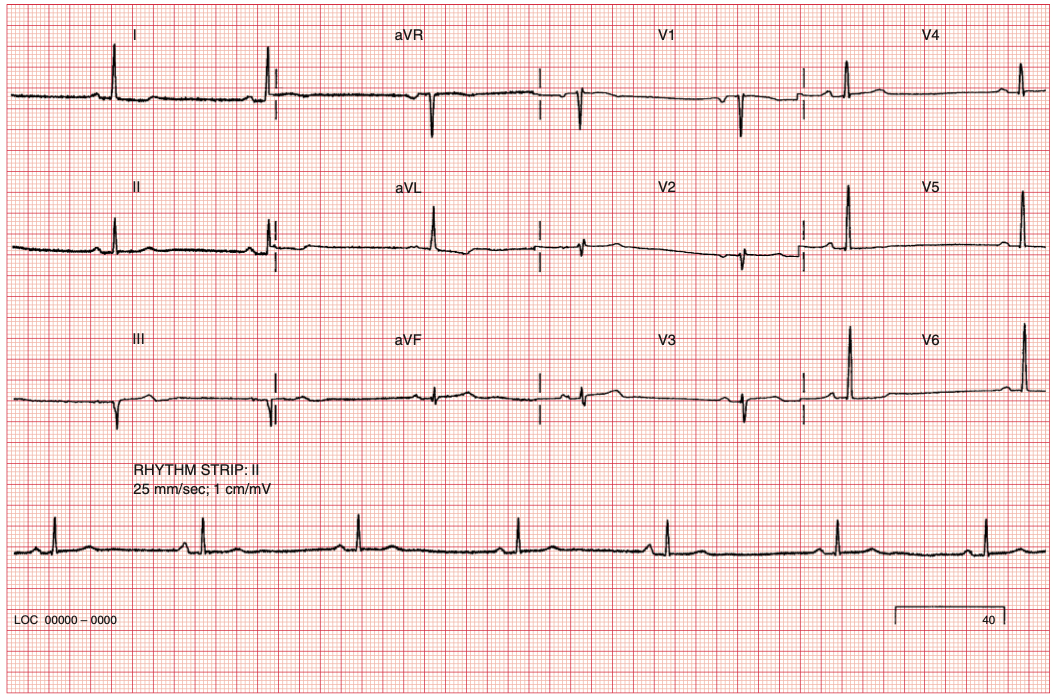 I aVR V1 V4
II aVL V2 V5
III aVF V3 V6
RHYTHM STRIP: II
25 mm/sec; 1 cm/mV
LOC 00000 – 0000 40